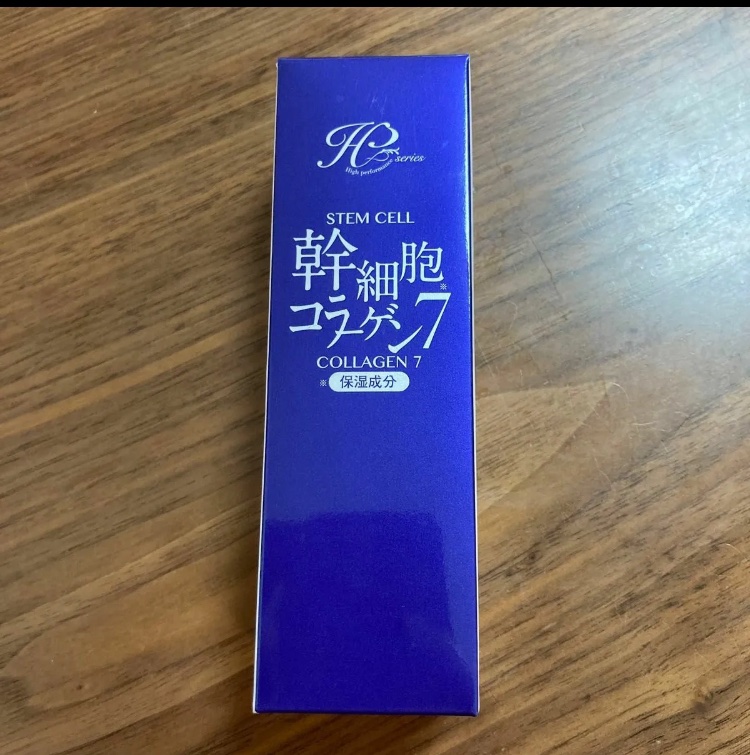 HP series
High performance
STEM CELL
幹細胞
コラーゲン7※
COLLAGEN 7
※保湿成分